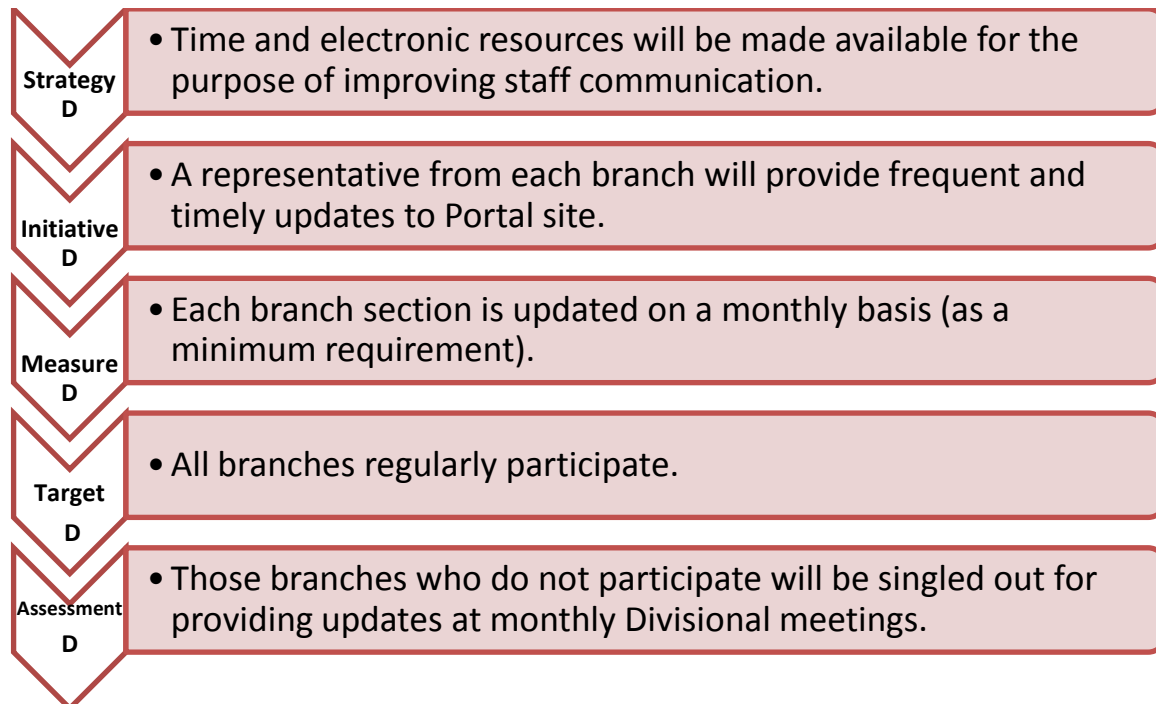 Strategy
D
• Time and electronic resources will be made available for the
purpose of improving staff communication.
Initiative
D
• A representative from each branch will provide frequent and
timely updates to Portal site.
Measure
D
• Each branch section is updated on a monthly basis (as a
minimum requirement).
Target
D
• All branches regularly participate.
Assessment
D
• Those branches who do not participate will be singled out for
providing updates at monthly Divisional meetings.